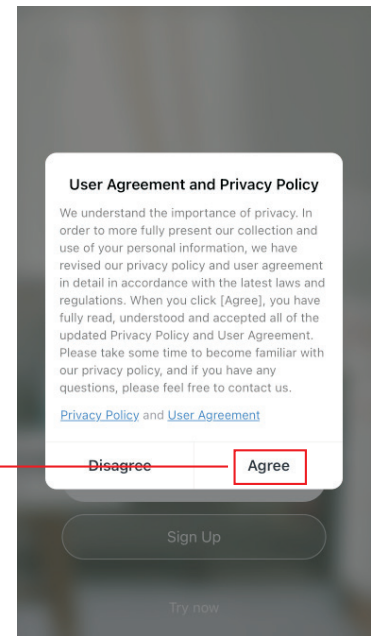 User Agreement and Privacy Policy
We understand the importance of privacy. In
order to more fully present our collection and
use of your personal information, we have
revised our privacy policy and user agreement
in detail in accordance with the latest laws and
regulations. When you click [Agree], you have
fully read, understood and accepted all of the
updated Privacy Policy and User Agreement.
Please take some time to become familiar with
our privacy policy, and if you have any
questions, please feel free to contact us.
Privacy Policy and User Agreement
Disagree Agree
Sign Up
Try now